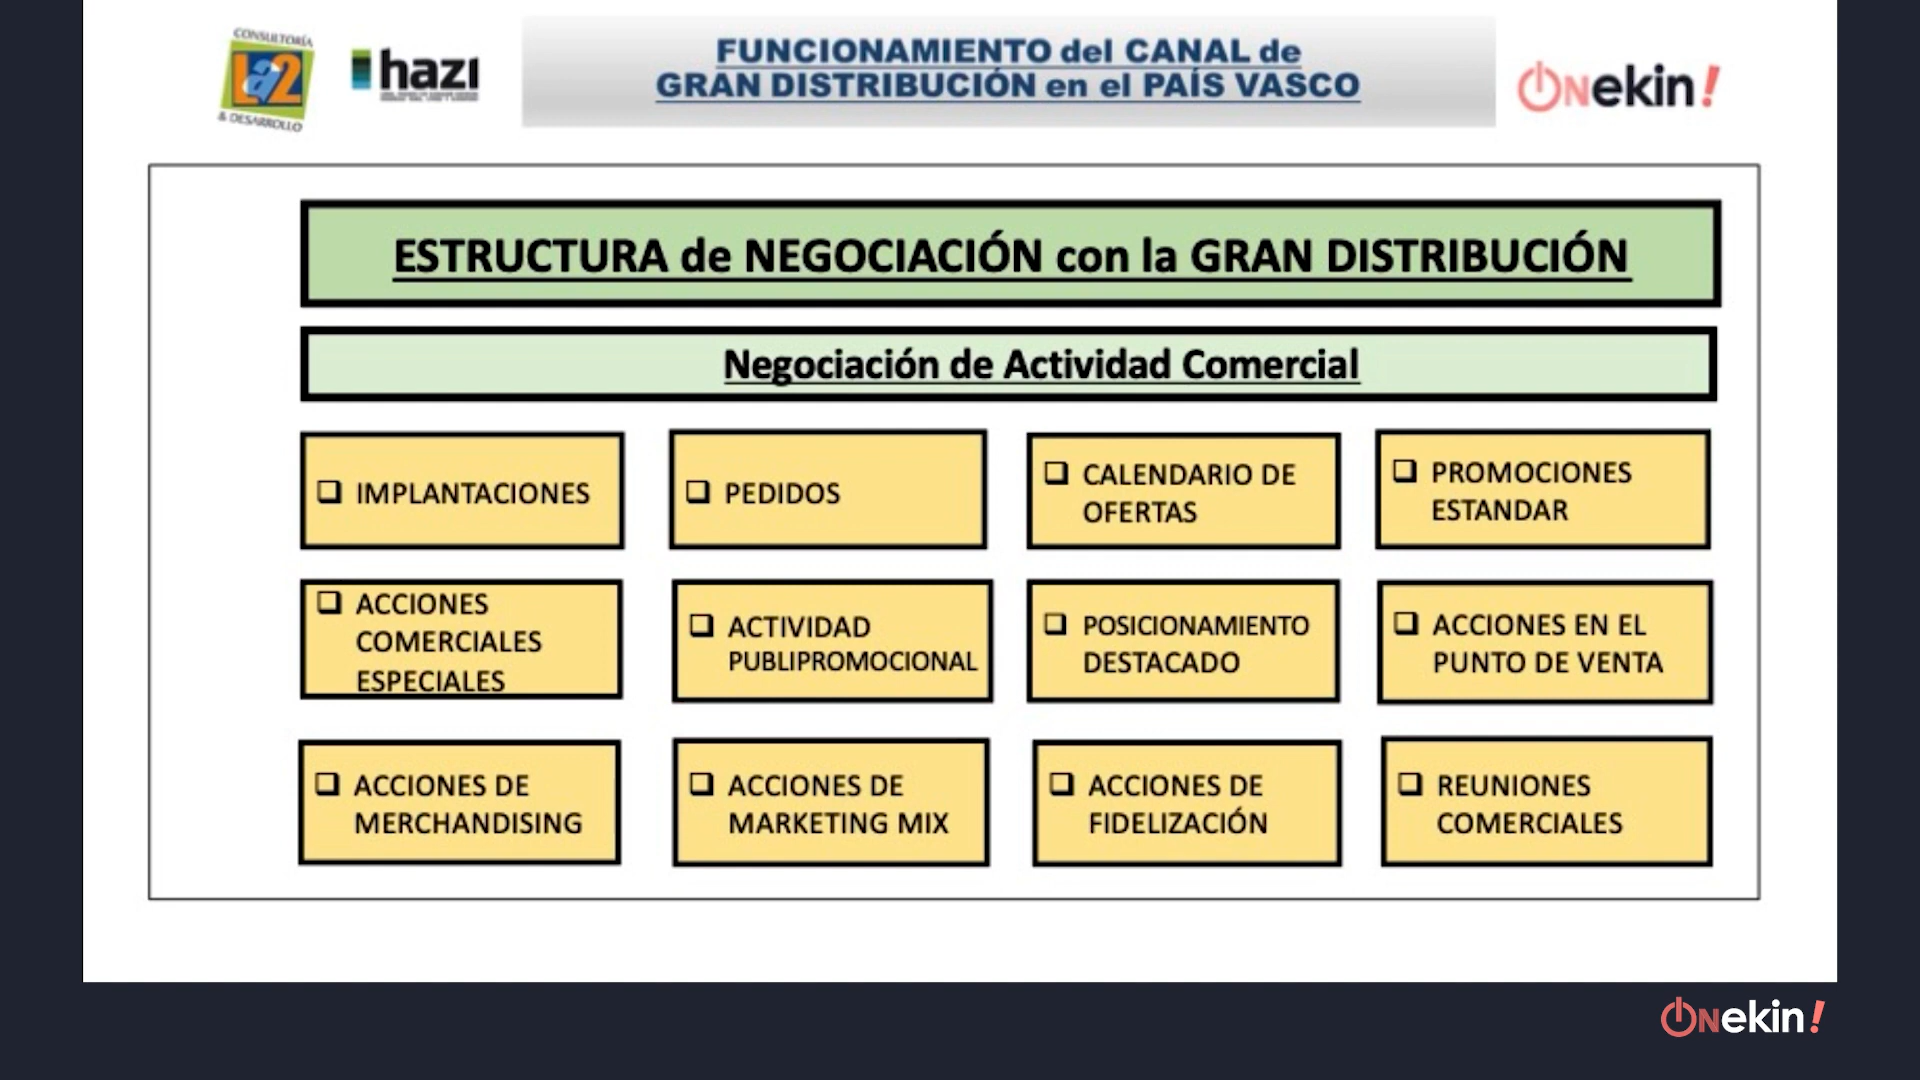 CONSULTORÍA
La2
& DESARROLLO
hazi
FUNCIONAMIENTO del CANAL de
GRAN DISTRIBUCIÓN en el PAÍS VASCO
ONekin!
ESTRUCTURA de NEGOCIACIÓN con la GRAN DISTRIBUCIÓN
Negociación de Actividad Comercial
❑ IMPLANTACIONES
❑ PEDIDOS
❑ CALENDARIO DE
OFERTAS
❑ PROMOCIONES
ESTANDAR
❑ ACCIONES
COMERCIALES
ESPECIALES
❑ ACTIVIDAD
PUBLIPROMOCIONAL
❑ POSICIONAMIENTO
DESTACADO
❑ ACCIONES EN EL
PUNTO DE VENTA
❑ ACCIONES DE
MERCHANDISING
❑ ACCIONES DE
MARKETING MIX
❑ ACCIONES DE
FIDELIZACIÓN
❑ REUNIONES
COMERCIALES
ONekin!